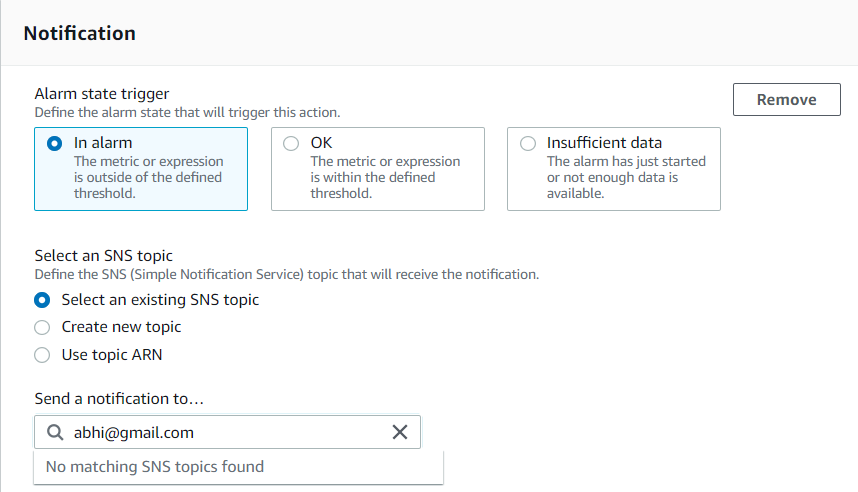 Notification
Alarm state trigger
Define the alarm state that will trigger this action.
Remove
In alarm
The metric or expression
is outside of the defined
threshold.
OK
The metric or expression
is within the defined
threshold.
Insufficient data
The alarm has just started
or not enough data is
available.
Select an SNS topic
Define the SNS (Simple Notification Service) topic that will receive the notification.
Select an existing SNS topic
Create new topic
Use topic ARN
Send a notification to…
abhi@gmail.com
No matching SNS topics found